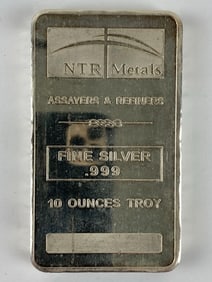 NTR Metals
ASSAYERS & REFINERS
FINE SILVER
.999
10 OUNCES TROY